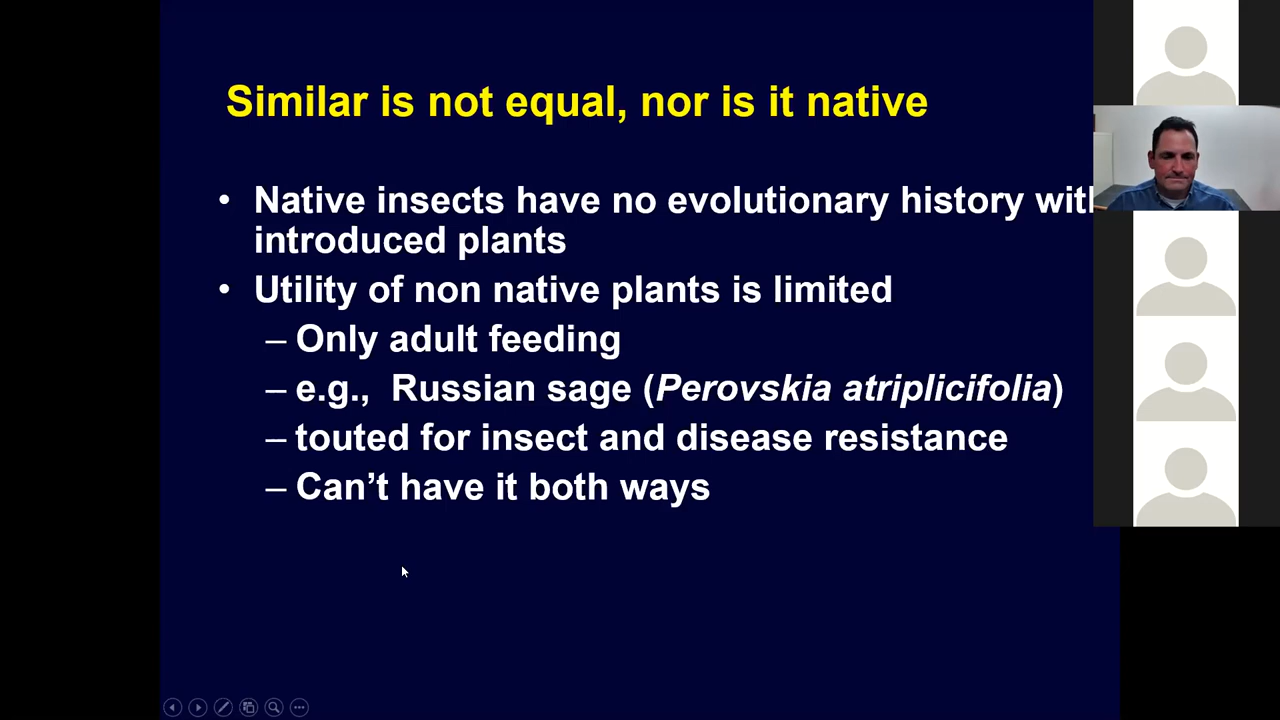 Similar is not equal, nor is it native
• Native insects have no evolutionary history with
introduced plants
• Utility of non native plants is limited
– Only adult feeding
– e.g., Russian sage (Perovskia atriplicifolia)
– touted for insect and disease resistance
– Can’t have it both ways